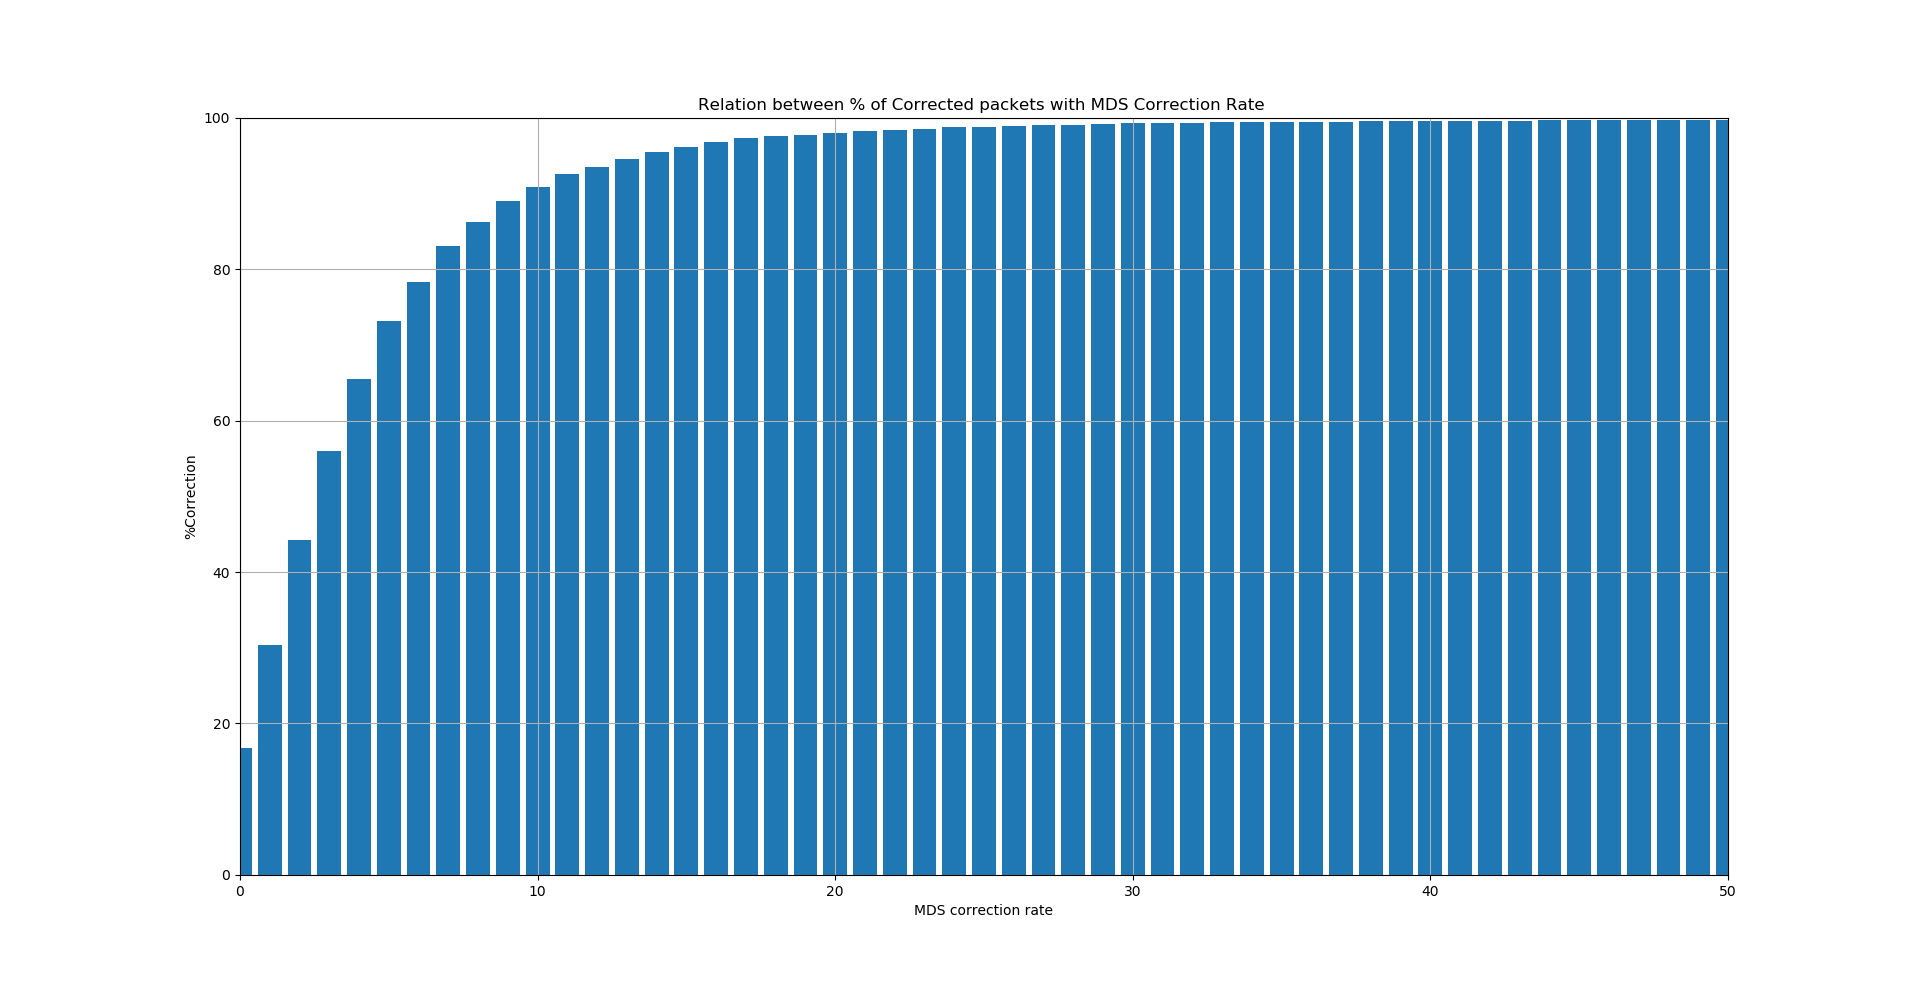 Relation between % of Corrected packets with MDS Correction Rate
100
80
60
40
20
0
%Correction
0 10 20 30 40 50
MDS correction rate